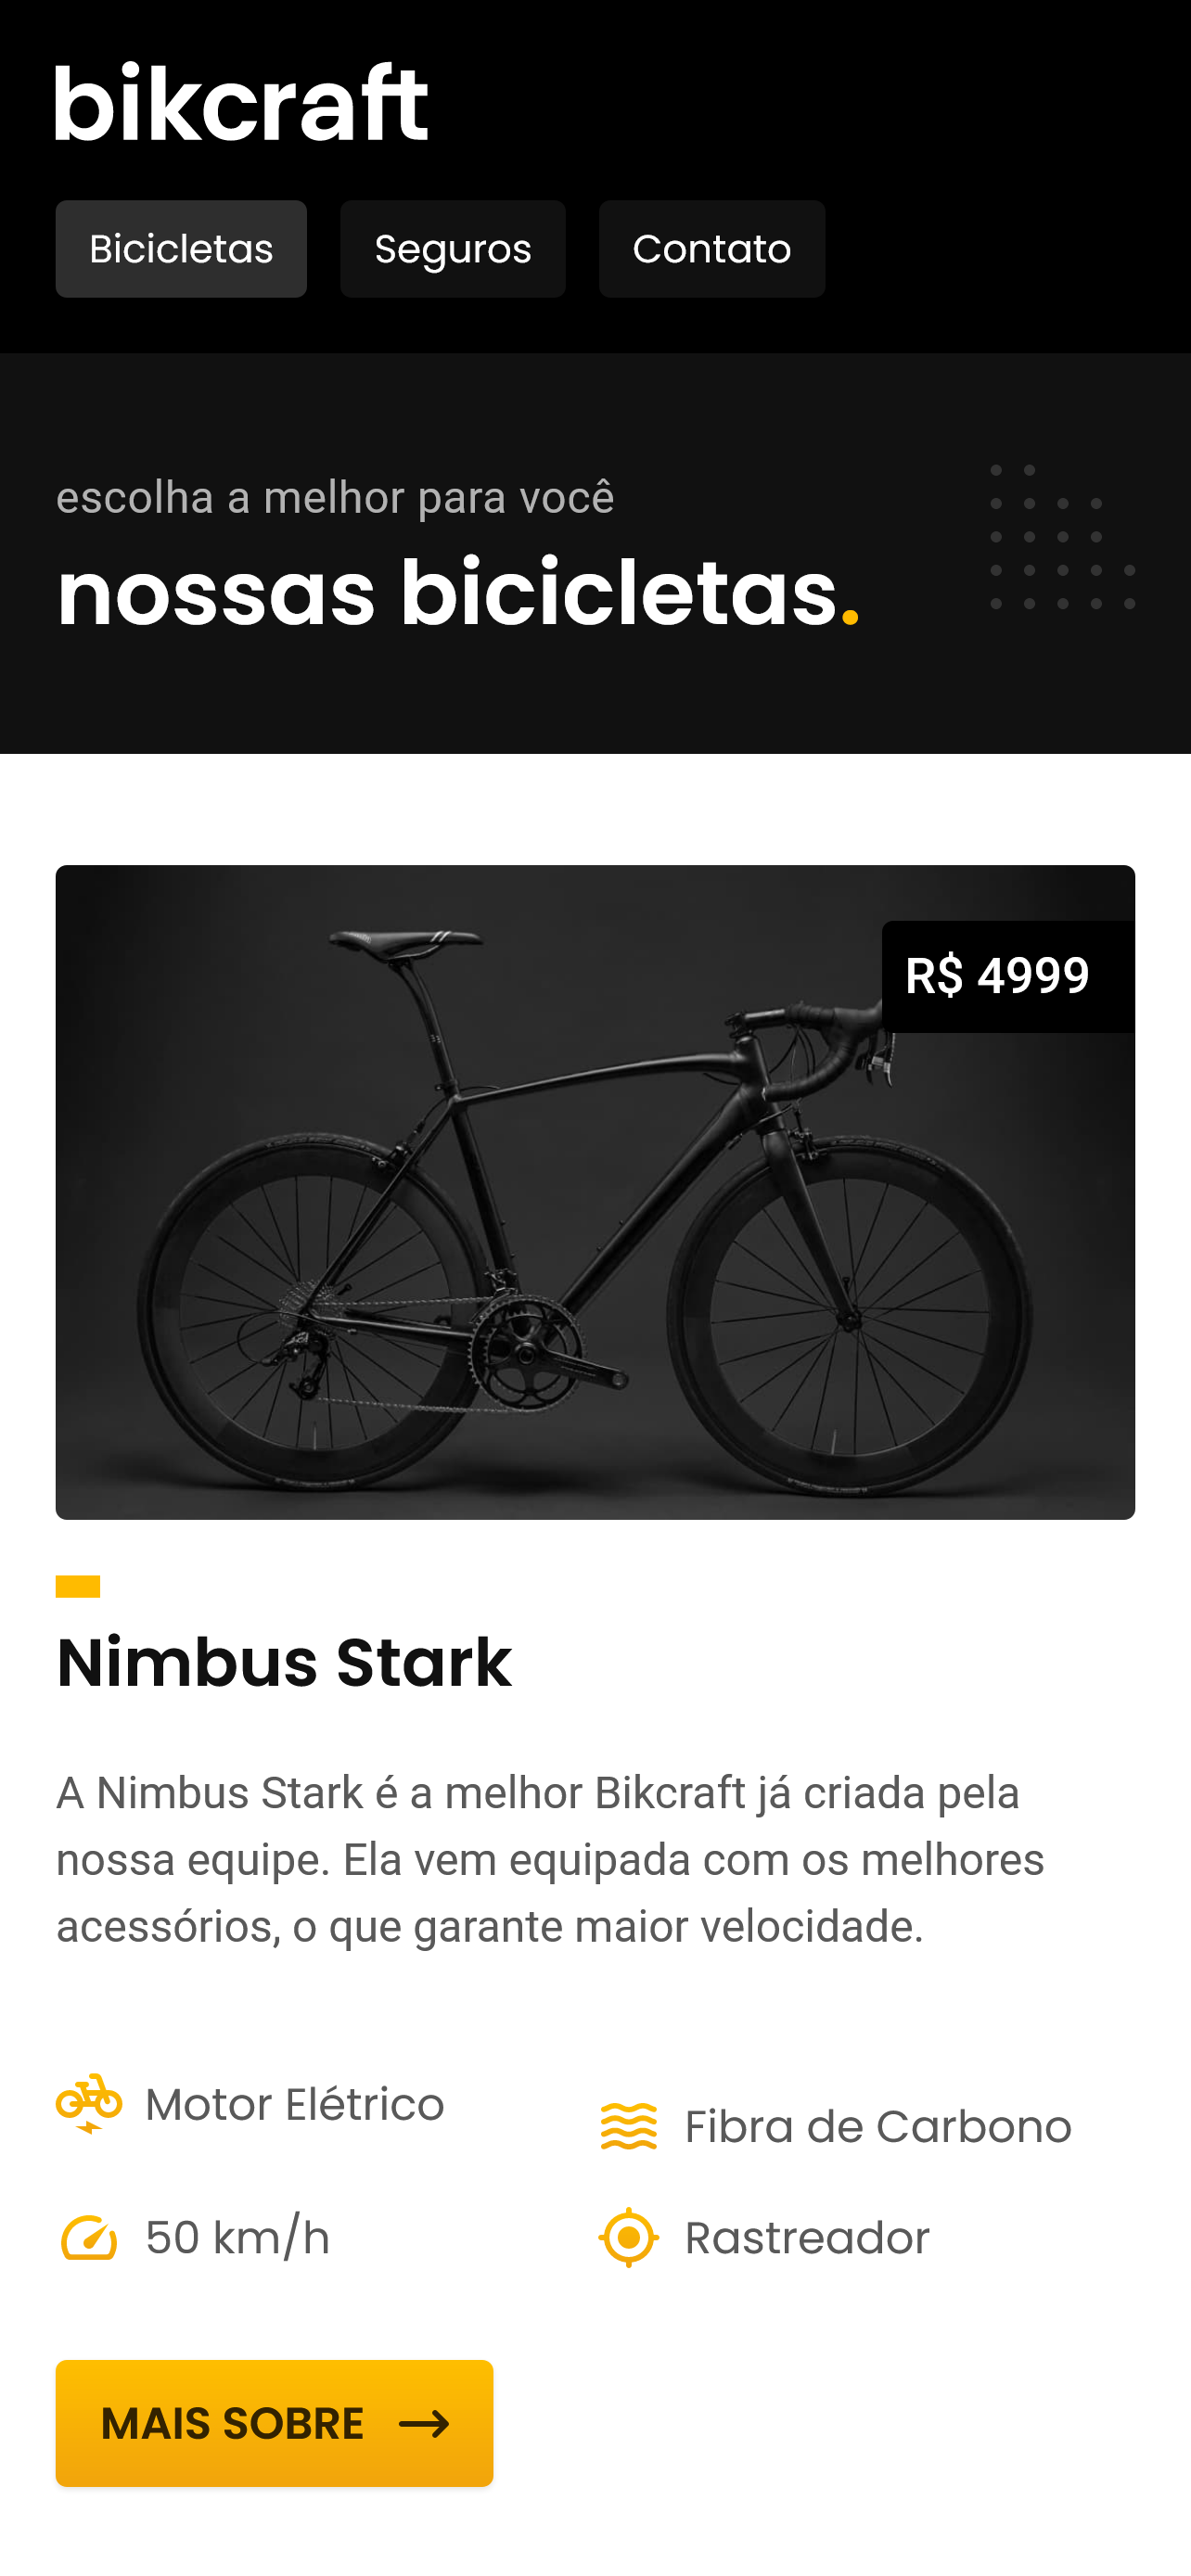 bikcraft
Bicicletas
Seguros
Contato
escolha a melhor para você
nossas bicicletas.
R$ 4999
Nimbus Stark
A Nimbus Stark é a melhor Bikcraft já criada pela
nossa equipe. Ela vem equipada com os melhores
acessórios, o que garante maior velocidade.
Motor Elétrico
Fibra de Carbono
50 km/h
Rastreador
MAIS SOBRE